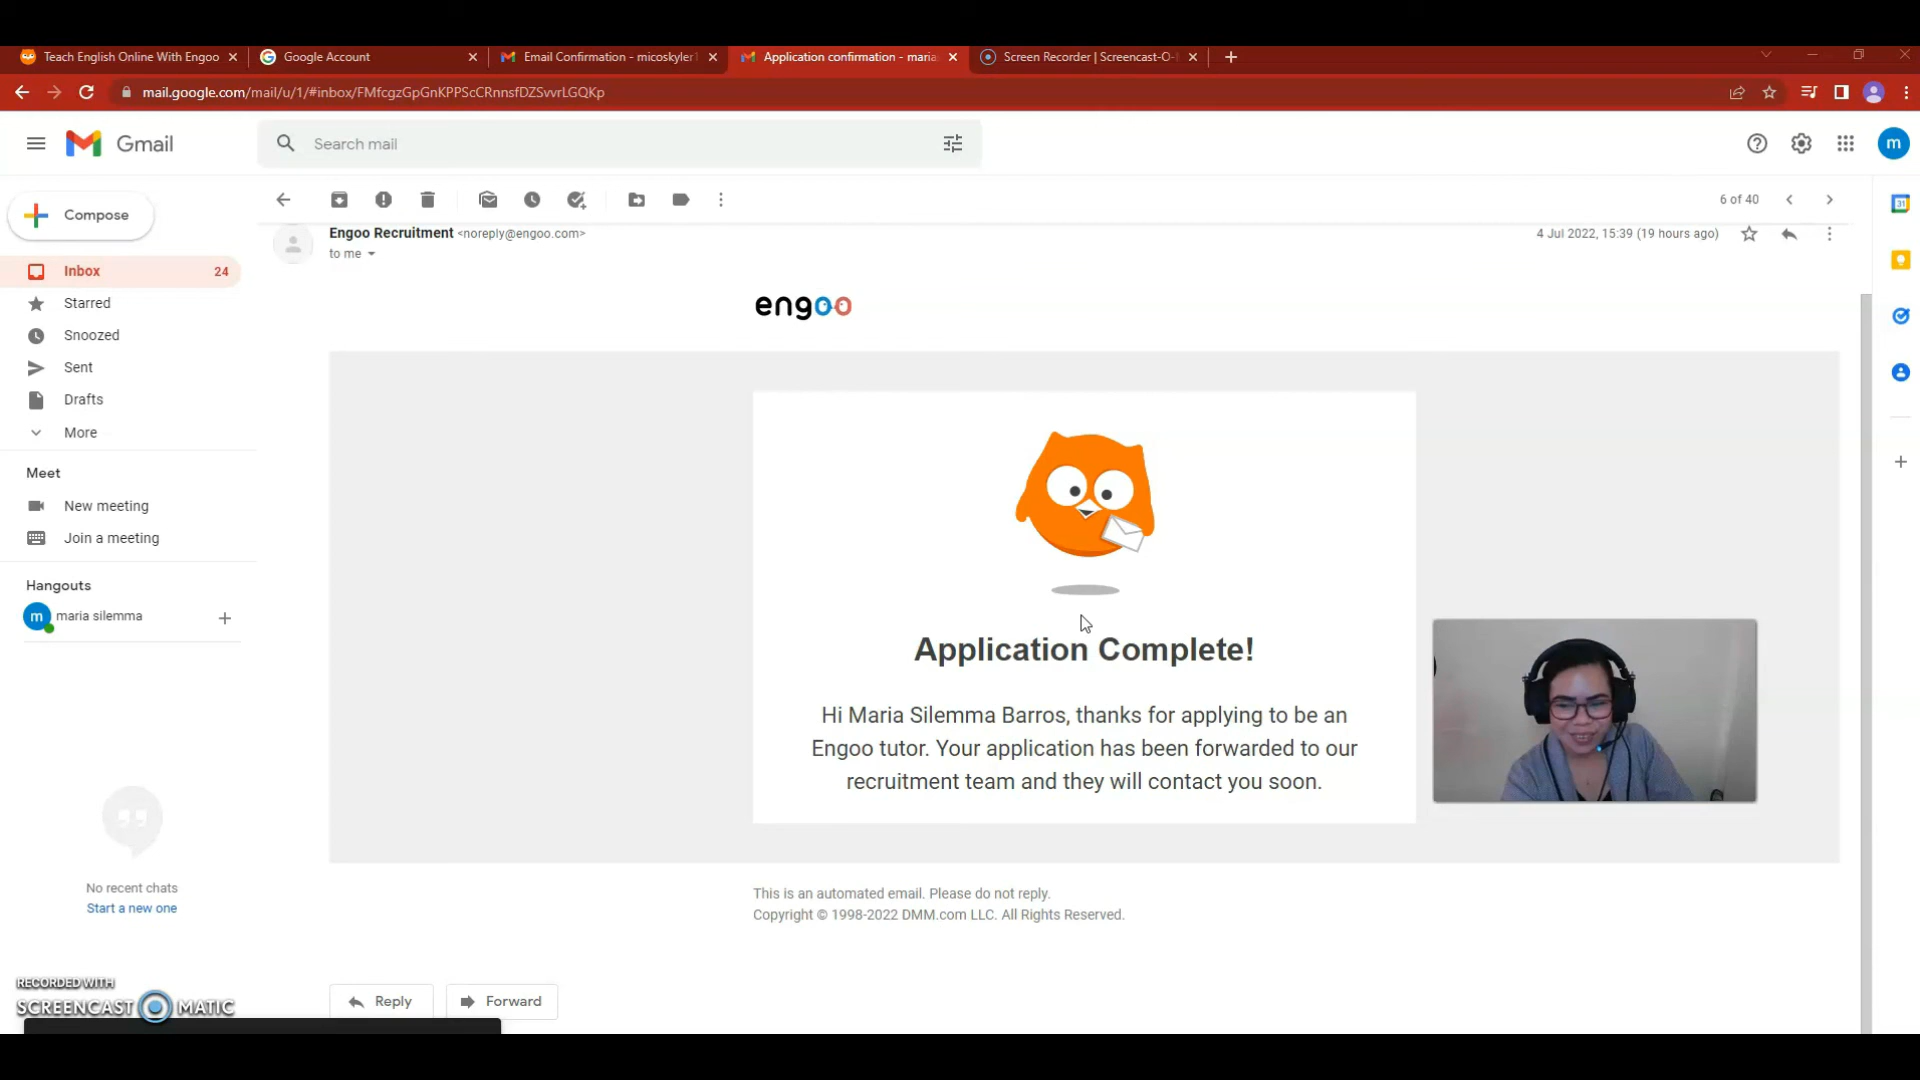 Teach English Online With Engoo
Google Account
Email Confirmation - micoskyler
Application confirmation - maria
Screen Recorder | Screencast-O-
mail.google.com/mail/u/1/#inbox/FMfcgzGpGnKPPScCRnnsfDZSvvrLGQKp
Gmail
Search mail
m
Compose
6 of 40
Engoo Recruitment <noreply@engoo.com>
4 Jul 2022, 15:39 (19 hours ago)
to me
Inbox 24
Starred
Snoozed
Sent
Drafts
More
Meet
New meeting
Join a meeting
Hangouts
m maria silemma
No recent chats
Start a new one
engoo
Application Complete!
Hi Maria Silemma Barros, thanks for applying to be an
Engoo tutor. Your application has been forwarded to our
recruitment team and they will contact you soon.
This is an automated email. Please do not reply.
Copyright © 1998-2022 DMM.com LLC. All Rights Reserved.
Reply
Forward
RECORDED WITH
SCREENCAST MATIC
31